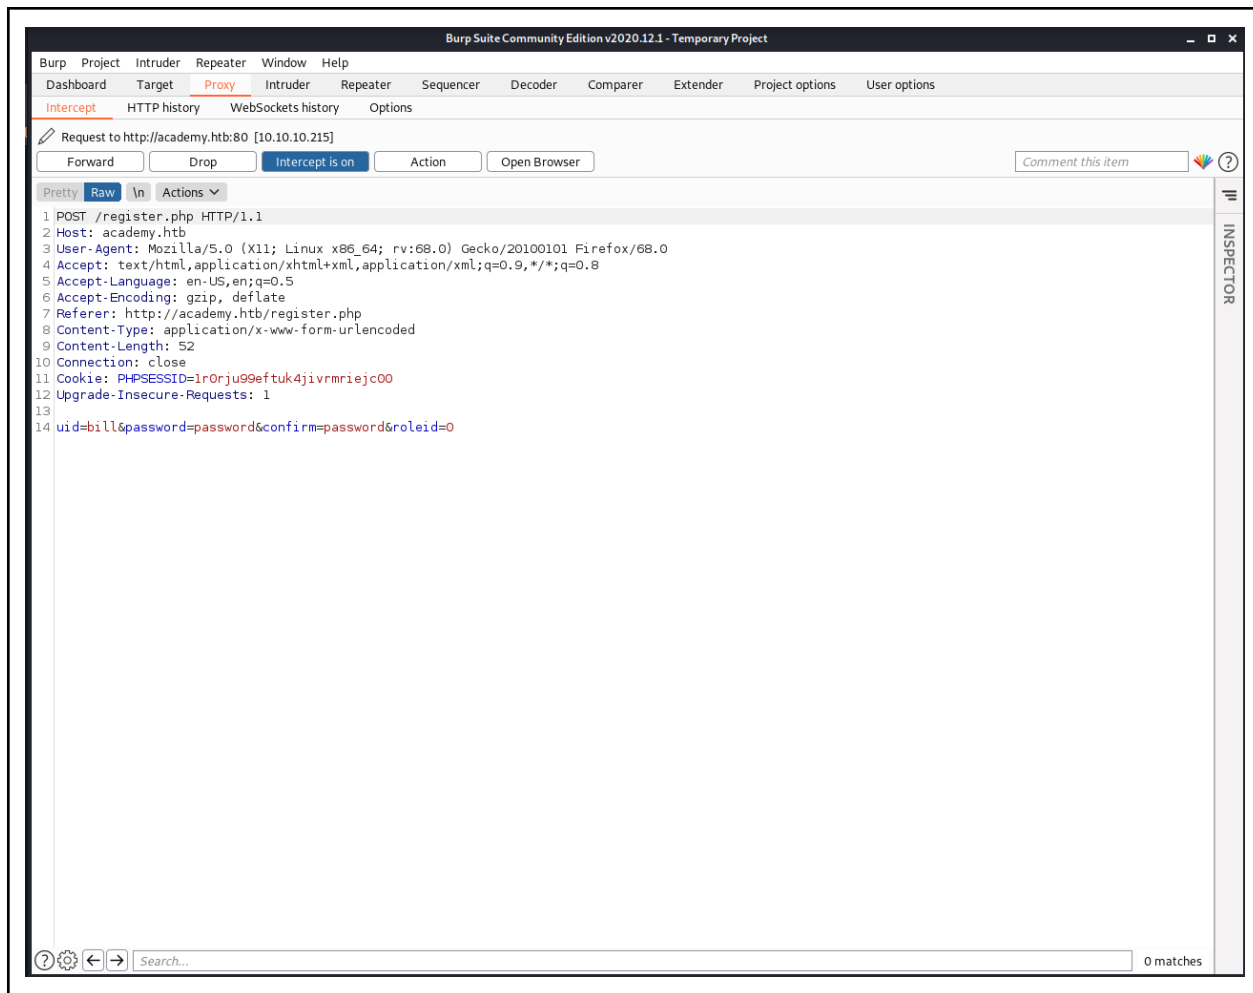 Burp Suite Community Edition v2020.12.1 - Temporary Project
Burp Project Intruder Repeater Window Help
Dashboard Target Proxy Intruder Repeater Sequencer Decoder Comparer Extender Project options User options
Intercept HTTP history WebSockets history Options
Request to http://academy.htb:80 [10.10.10.215]
Forward Drop Intercept is on Action Open Browser Comment this item ?
Pretty Raw \n Actions
INSPECTOR
1 POST /register.php HTTP/1.1
2 Host: academy.htb
3 User-Agent: Mozilla/5.0 (X11; Linux x86_64; rv:68.0) Gecko/20100101 Firefox/68.0
4 Accept: text/html,application/xhtml+xml,application/xml;q=0.9,*/*;q=0.8
5 Accept-Language: en-US,en;q=0.5
6 Accept-Encoding: gzip, deflate
7 Referer: http://academy.htb/register.php
8 Content-Type: application/x-www-form-urlencoded
9 Content-Length: 52
10 Connection: close
11 Cookie: PHPSESSID=1r0rju99eftuk4jivrmriejc00
12 Upgrade-Insecure-Requests: 1
13
14 uid=bill&password=password&confirm=password&roleid=0
? Search... 0 matches